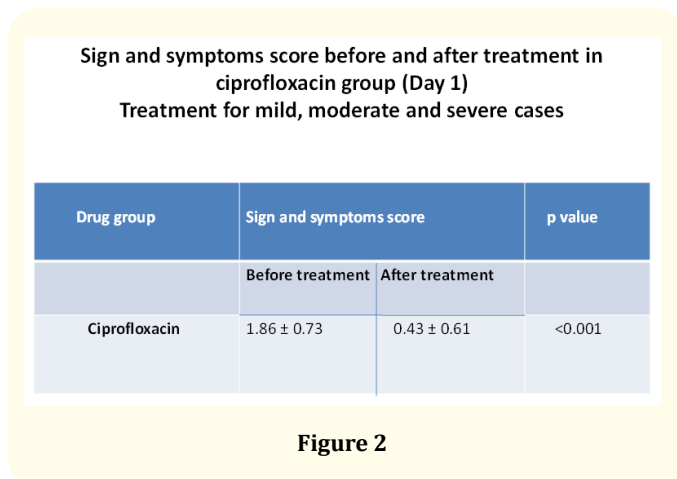 Sign and symptoms score before and after treatment in
ciprofloxacin group (Day 1)
Treatment for mild, moderate and severe cases
Drug group Sign and symptoms score p value
Before treatment After treatment
Ciprofloxacin 1.86 ± 0.73 0.43 ± 0.61 <0.001
Figure 2